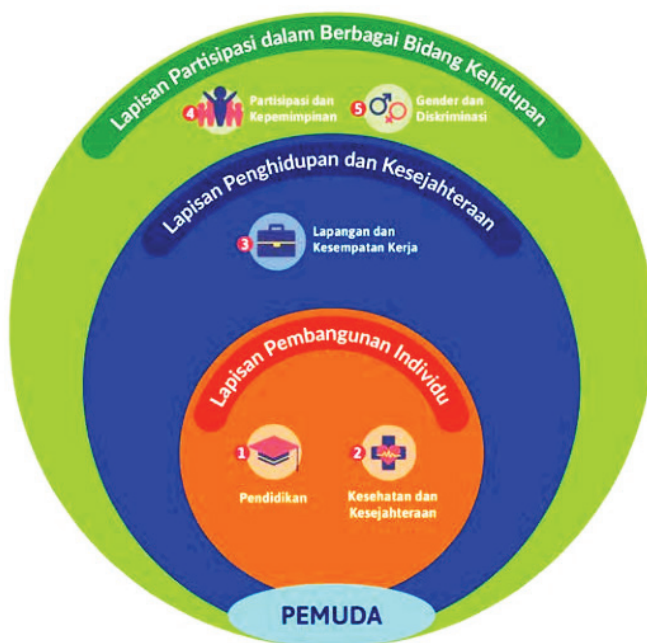 Lapisan Partisipasi dalam Berbagai Bidang Kehidupan
4
Partisipasi dan
Kepemimpinan
5
Gender dan
Diskriminasi
Lapisan Penghidupan dan Kesejahteraan
3
Lapangan dan
Kesempatan Kerja
Lapisan Pembangunan Individu
1
Pendidikan
2
Kesehatan dan
Kesejahteraan
PEMUDA